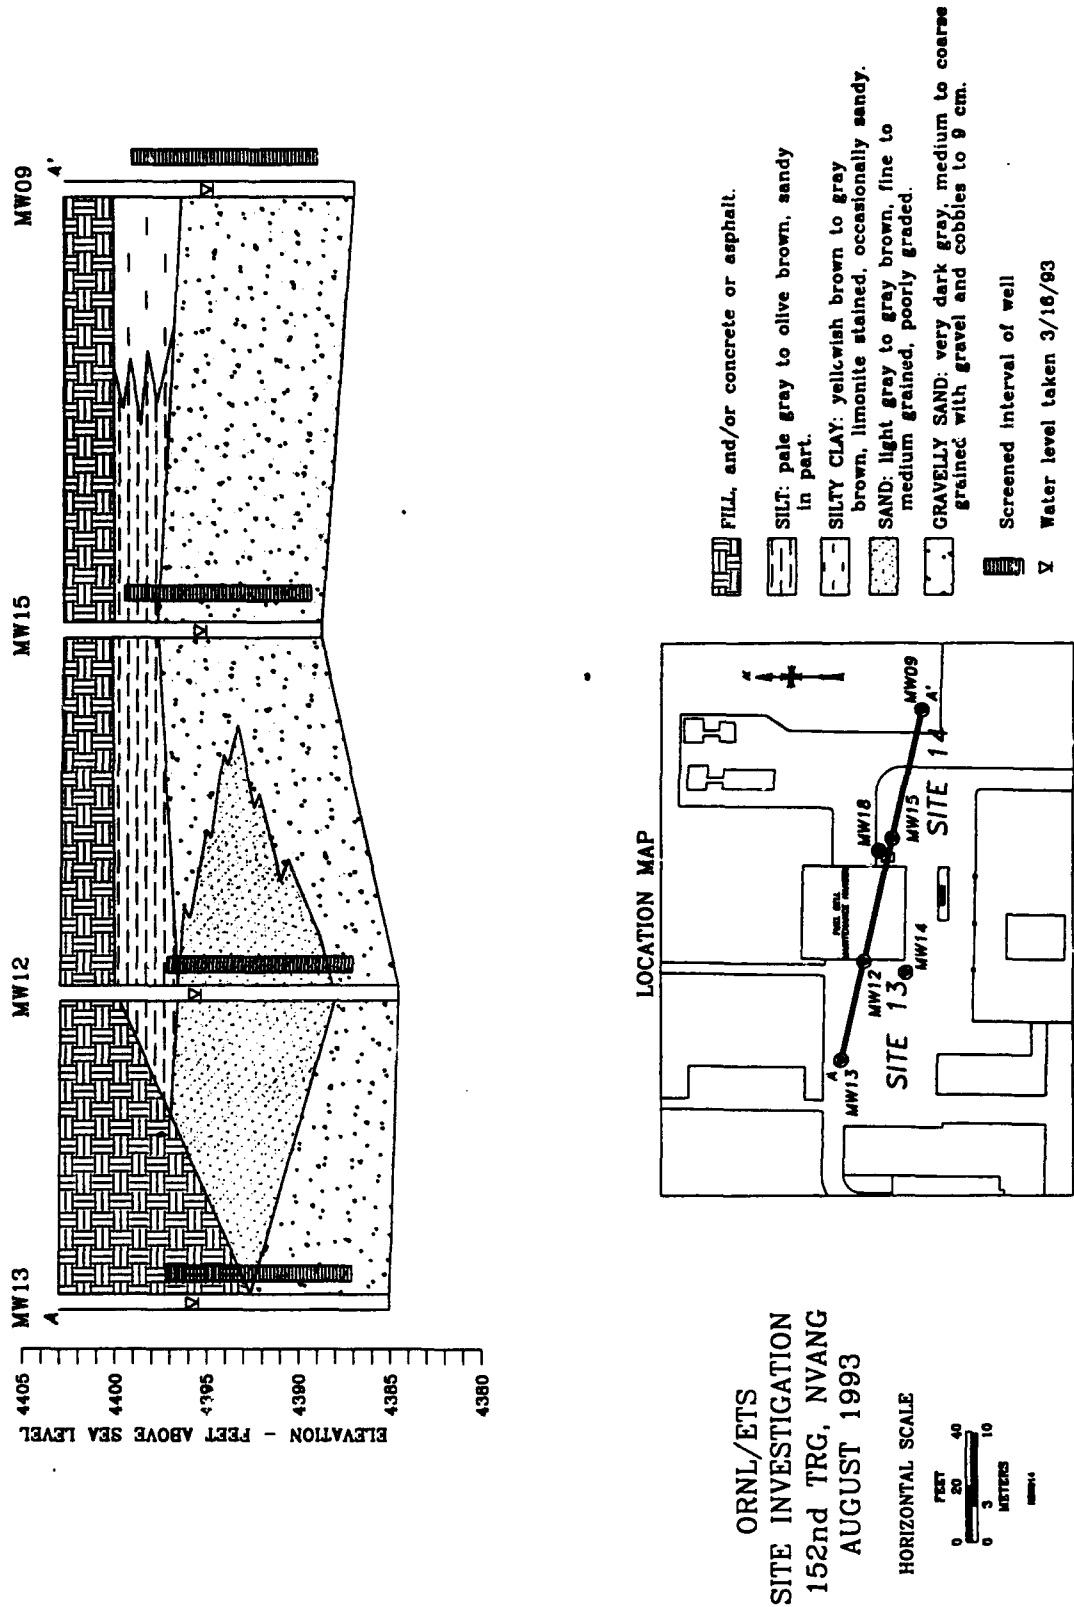 MW13
MW12
MW15
MW09
A
A'
ELEVATION - FEET ABOVE SEA LEVEL
4405
4400
4395
4390
4385
4380
ORNL/ETS
SITE INVESTIGATION
152nd TRG, NVANG
AUGUST 1993
HORIZONTAL SCALE
FEET
0 20 40
0 3 10
METERS
LOCATION MAP
A
MW13
MW12
SITE 13
MW14
MW18
MW15
SITE 14
MW09
A'
FILL, and/or concrete or asphalt.
SILT: pale gray to olive brown, sandy
in part.
SILTY CLAY: yellowish brown to gray
brown, limonite stained, occasionally sandy.
SAND: light gray to gray brown, fine to
medium grained, poorly graded.
GRAVELLY SAND: very dark gray, medium to coarse
grained with gravel and cobbles to 9 cm.
Screened interval of well
Water level taken 3/16/93